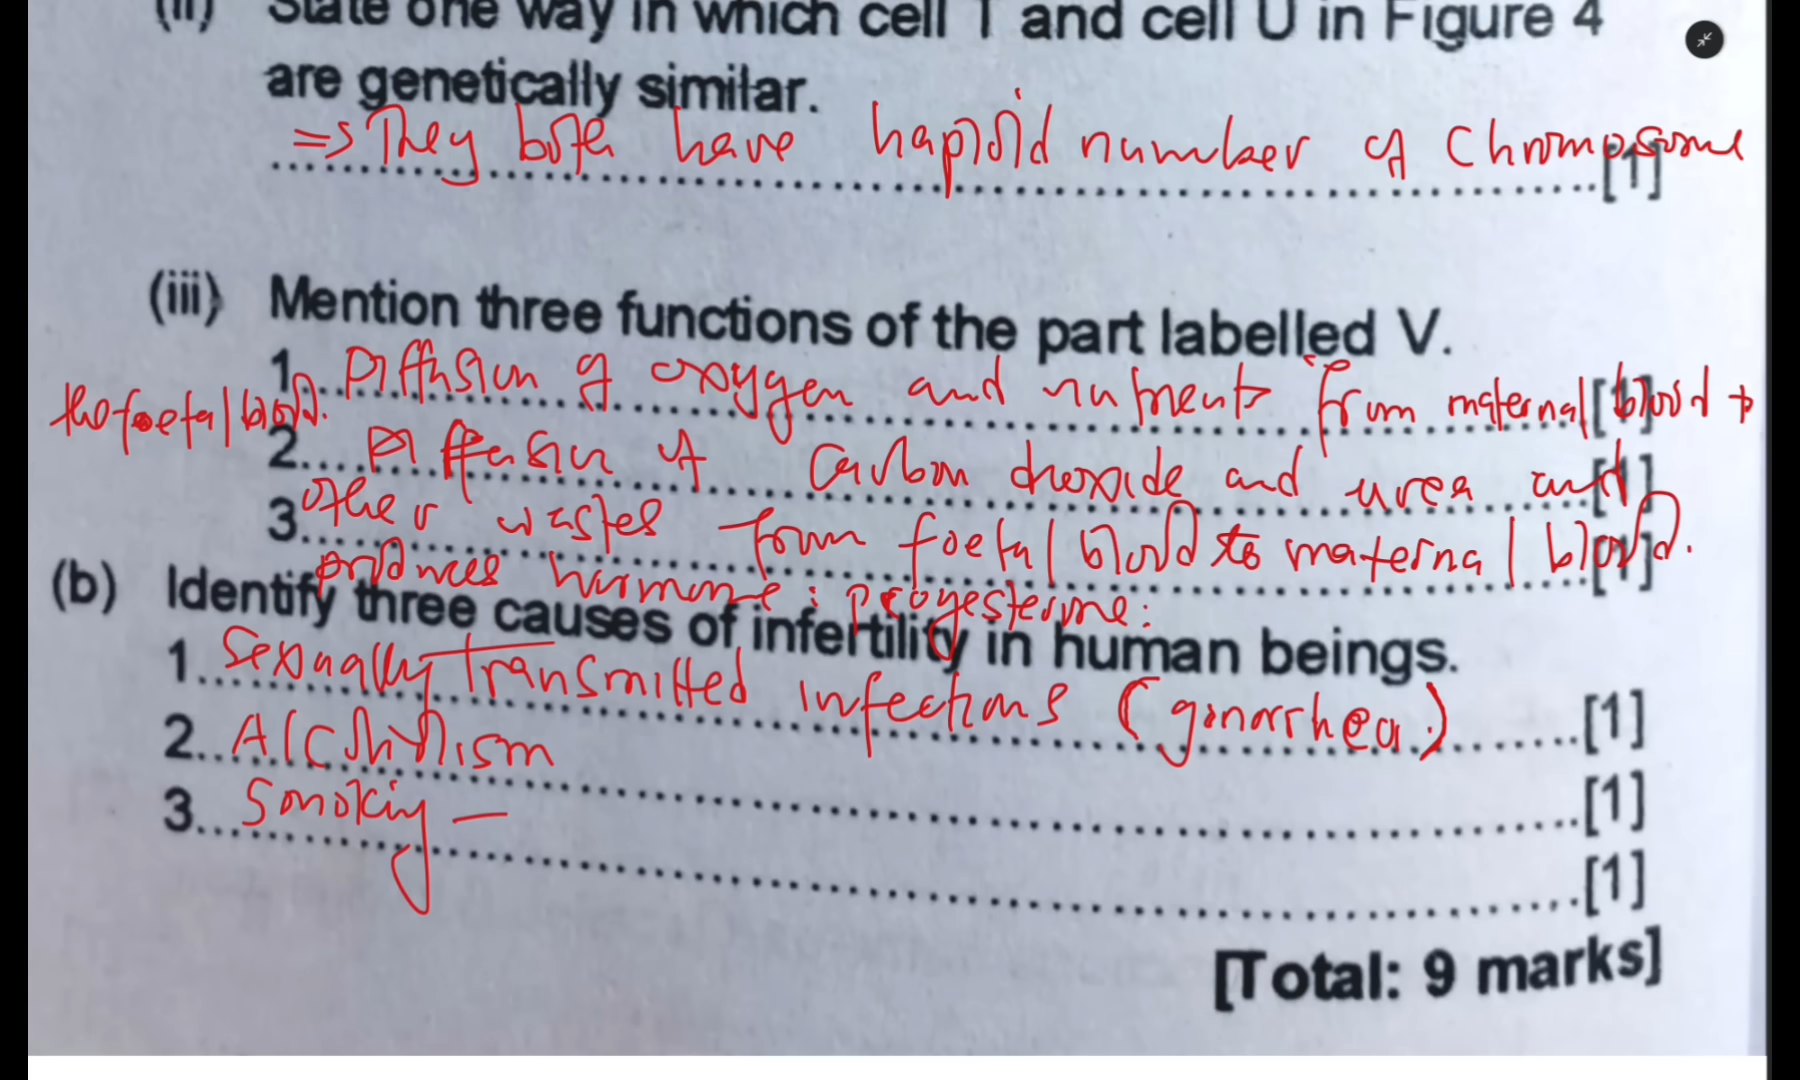 (ii) State one way in which cell T and cell U in Figure 4
are genetically similar.
=> They both have haploid number of chromosome
[1]
(iii) Mention three functions of the part labelled V.
1. Diffusion of oxygen and nutrients from maternal blood to
the foetal blood. [1]
2. Diffusion of Carbon dioxide and urea and [1]
other wastes from foetal blood to maternal blood.
3. [1]
produces hormone: progesterone:
(b) Identify three causes of infertility in human beings.
1. Sexually Transmitted infections (gonorrhea) [1]
2. Alcoholism [1]
3. Smoking – [1]
[Total: 9 marks]